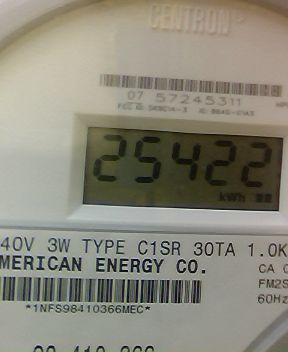 CENTRON
07 57245311
25422
kWh
40V 3W TYPE C1SR 30TA 1.0K
MERICAN ENERGY CO.
CA 0
FM2S
60Hz
*1NFS98410366MEC*